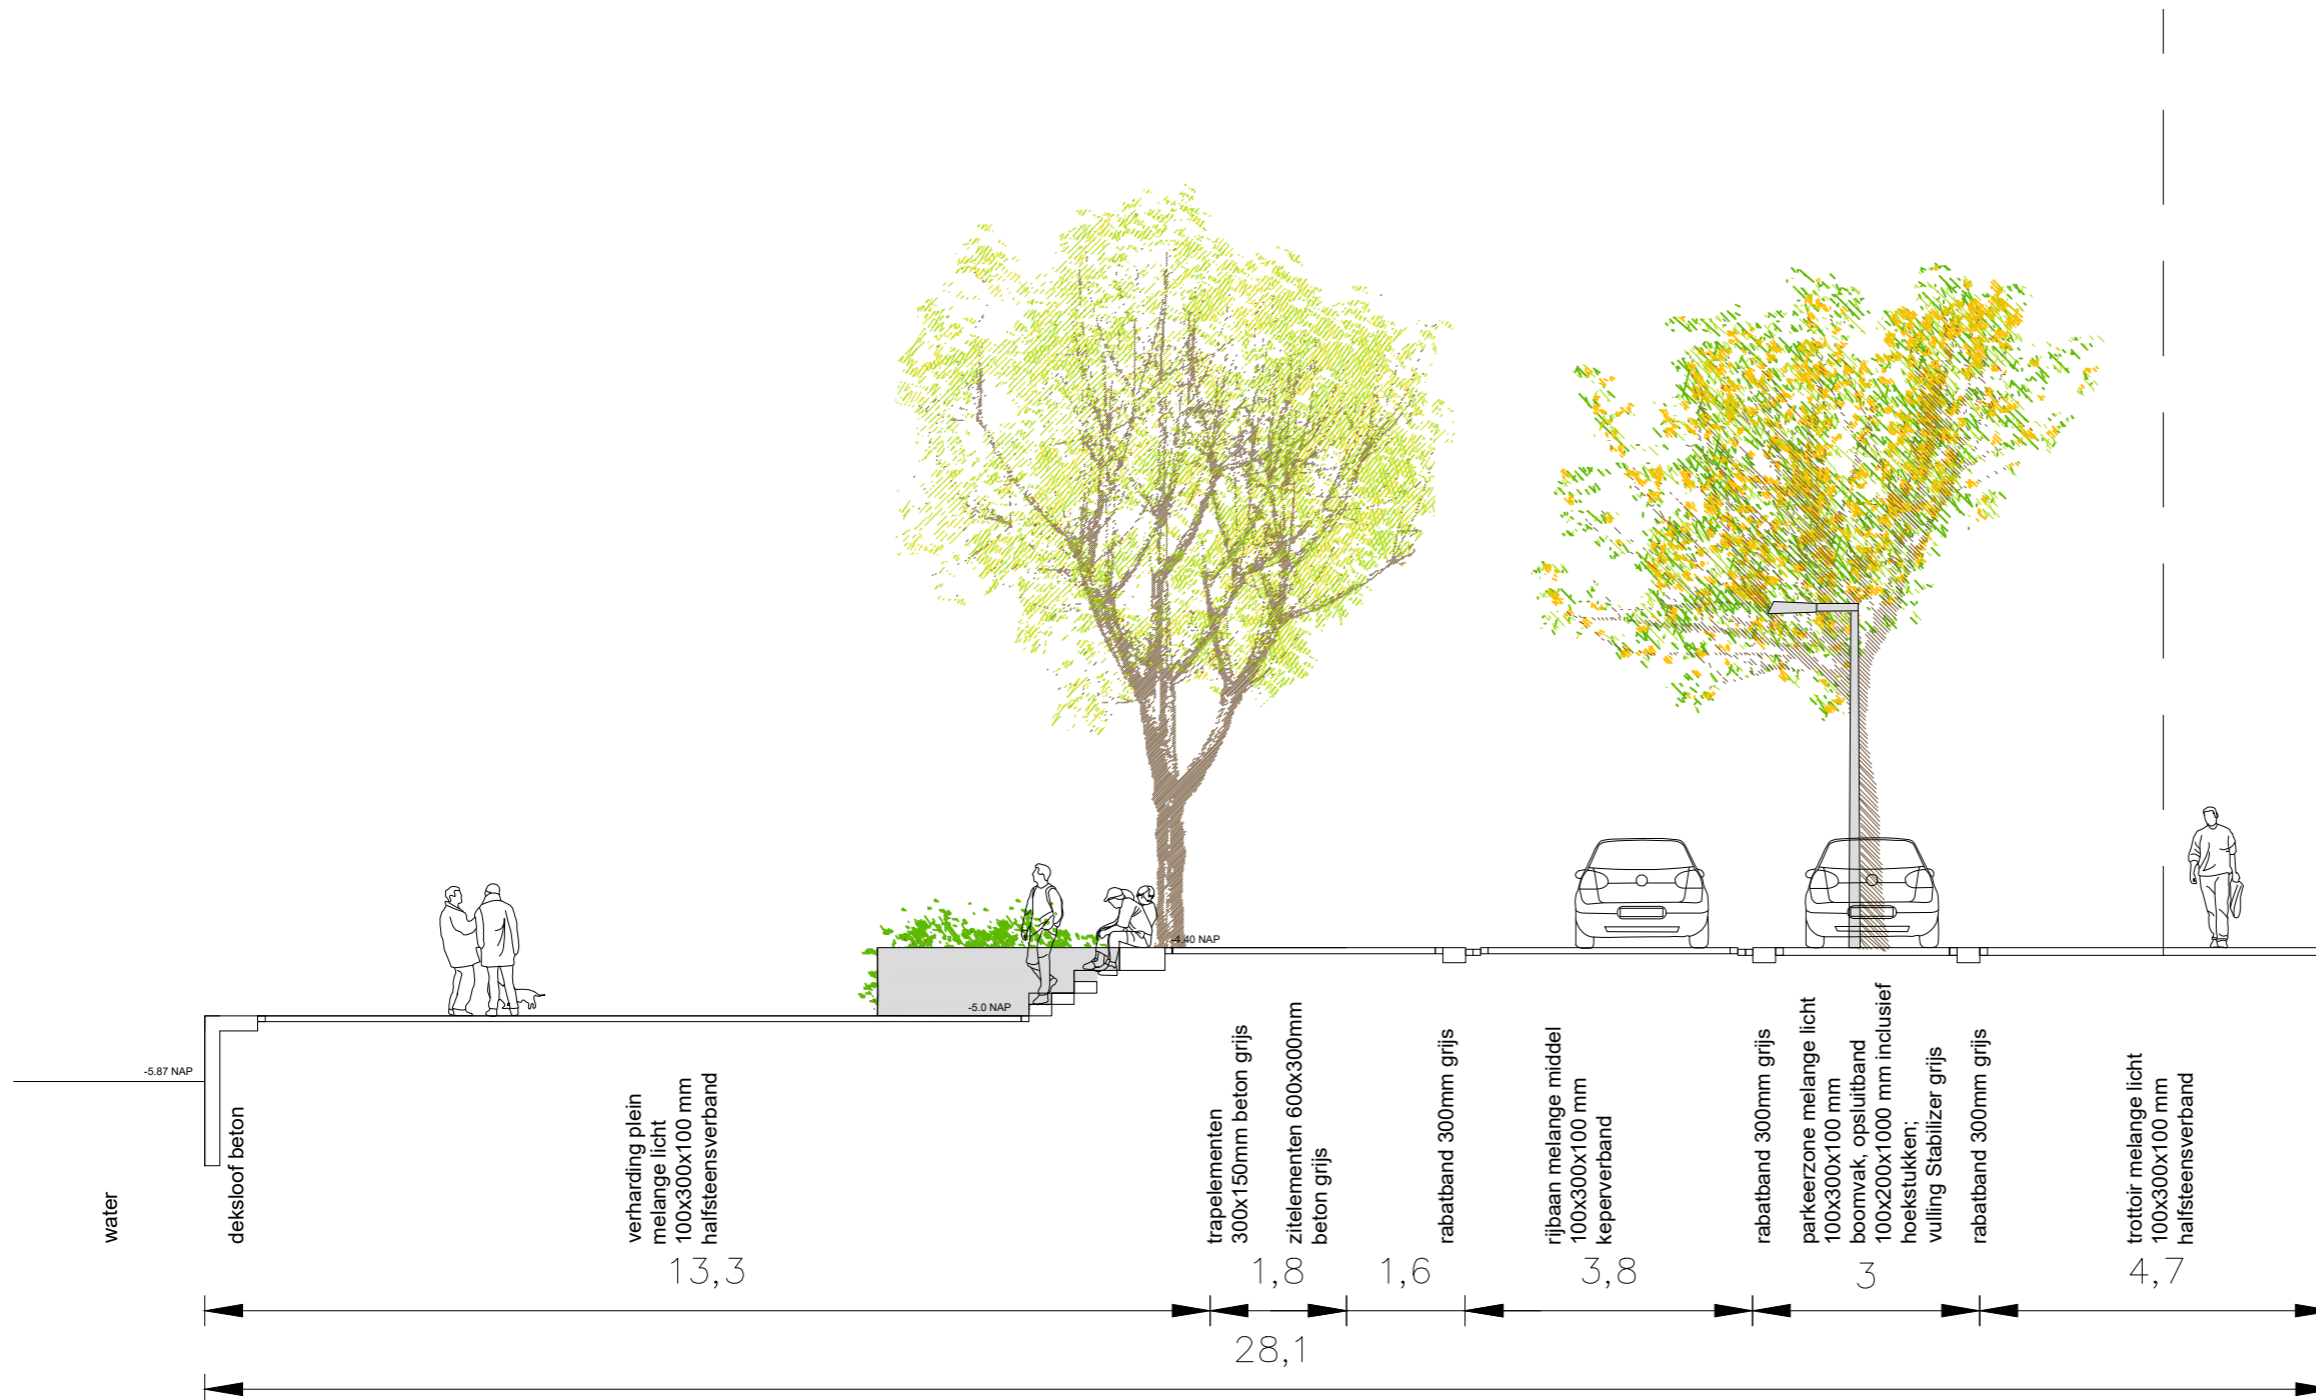 -4.40 NAP
-5.0 NAP
-5.87 NAP
water
deksloof beton
verharding plein
melange licht
100x300x100 mm
halfsteensverband
trapelementen
300x150mm beton grijs
zitelementen 600x300mm
beton grijs
rabatband 300mm grijs
rijbaan melange middel
100x300x100 mm
keperverband
rabatband 300mm grijs
parkeerzone melange licht
100x300x100 mm
boomvak, opsluitband
100x200x1000 mm inclusief
hoekstukken;
vulling Stabilizer grijs
rabatband 300mm grijs
trottoir melange licht
100x300x100 mm
halfsteensverband
13,3
1,8
1,6
3,8
3
4,7
28,1